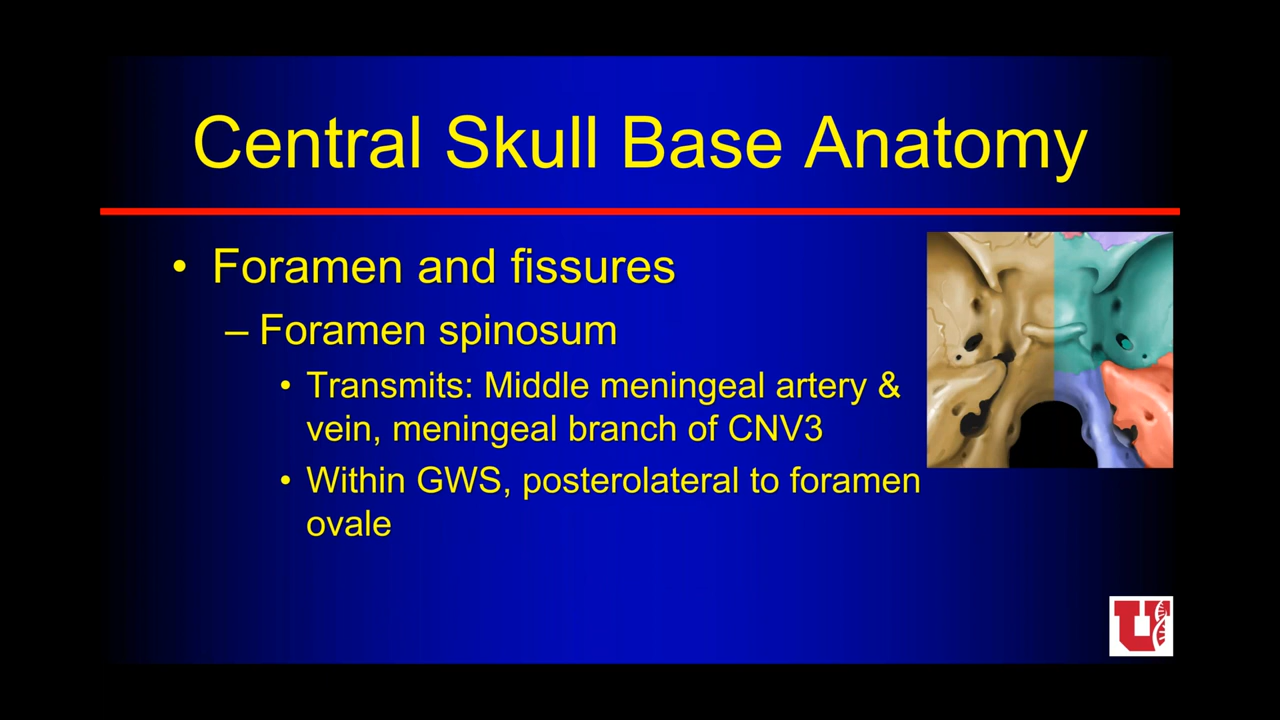 Central Skull Base Anatomy
• Foramen and fissures
– Foramen spinosum
• Transmits: Middle meningeal artery &
vein, meningeal branch of CNV3
• Within GWS, posterolateral to foramen
ovale
U